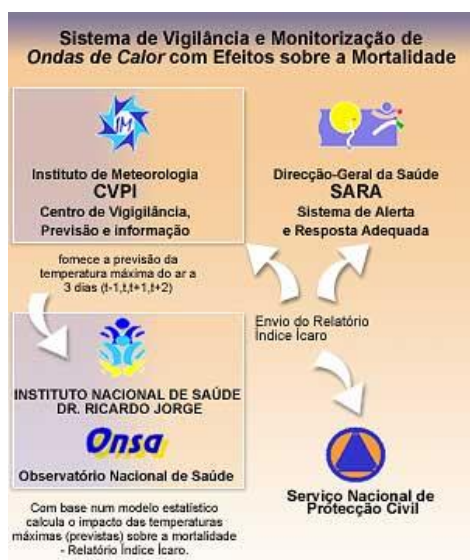 Sistema de Vigilância e Monitorização de
Ondas de Calor com Efeitos sobre a Mortalidade
IM
Instituto de Meteorologia
CVPI
Centro de Vigigilância,
Previsão e informação
Direcção-Geral da Saúde
SARA
Sistema de Alerta
e Resposta Adequada
fornece a previsão da
temperatura máxima do ar a
3 dias (t-1,t,t+1,t+2)
Envio do Relatório
Índice Ícaro
INSTITUTO NACIONAL DE SAÚDE
DR. RICARDO JORGE
Onsa
Observatório Nacional de Saúde
Com base num modelo estatístico
calcula o impacto das temperaturas
máximas (previstas) sobre a mortalidade
- Relatório Índice Ícaro.
Serviço Nacional de
Protecção Civil